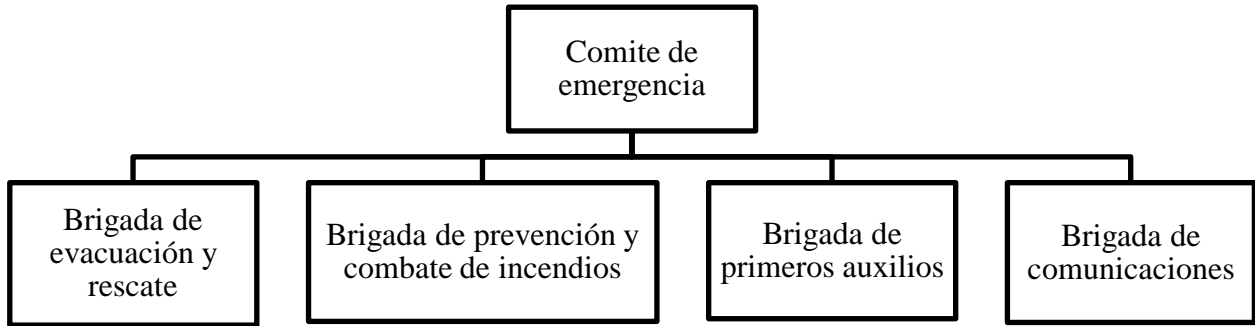 Comite de
emergencia
Brigada de
evacuación y
rescate
Brigada de prevención y
combate de incendios
Brigada de
primeros auxilios
Brigada de
comunicaciones